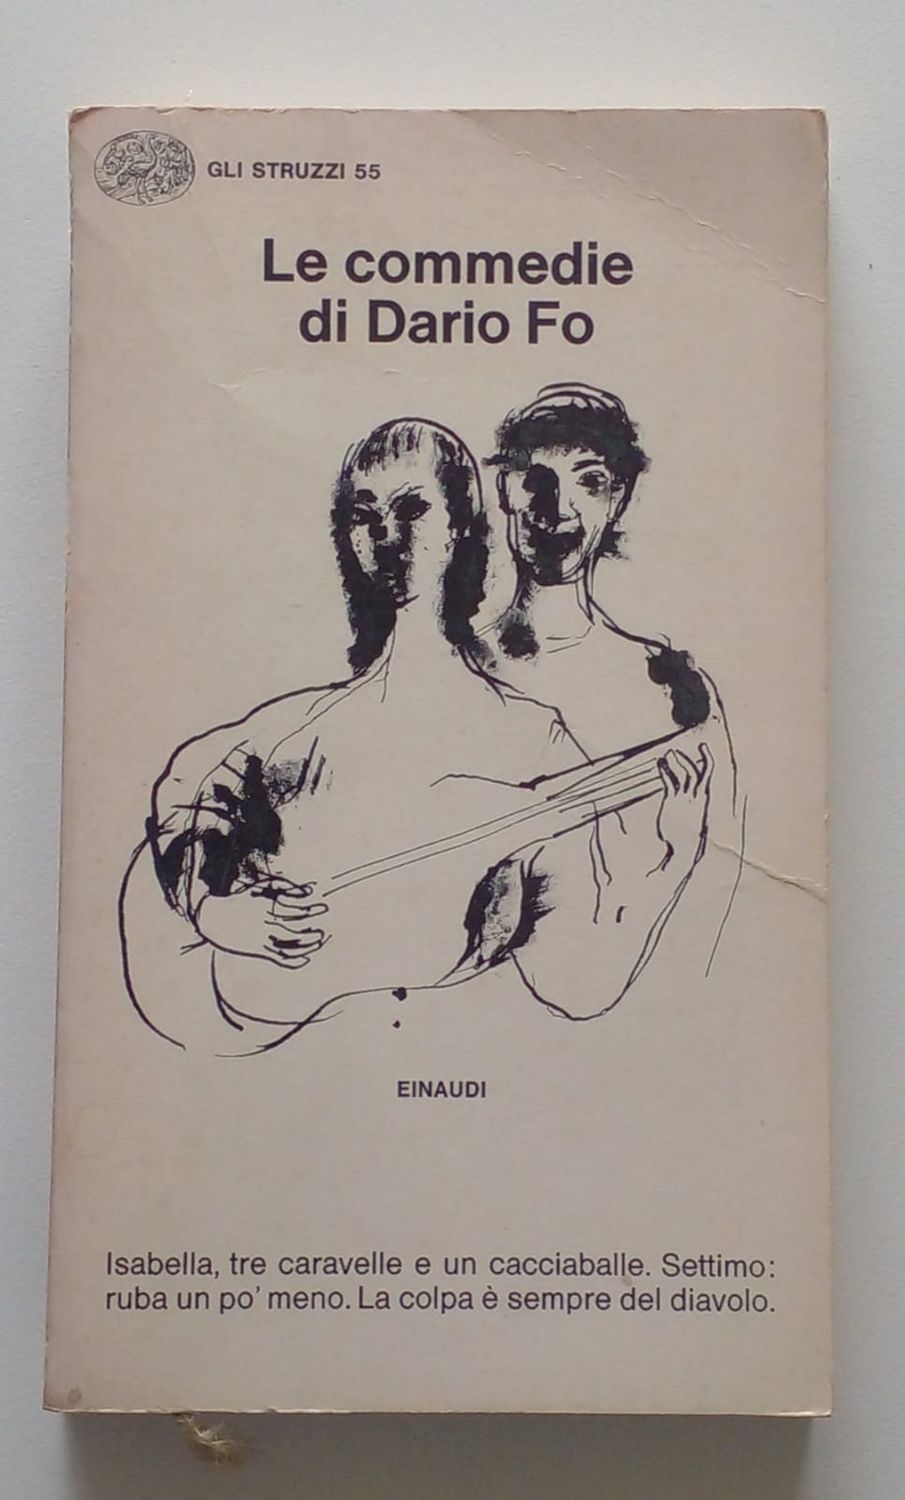 GLI STRUZZI 55
Le commedie
di Dario Fo
EINAUDI
Isabella, tre caravelle e un cacciaballe. Settimo:
ruba un po' meno. La colpa è sempre del diavolo.